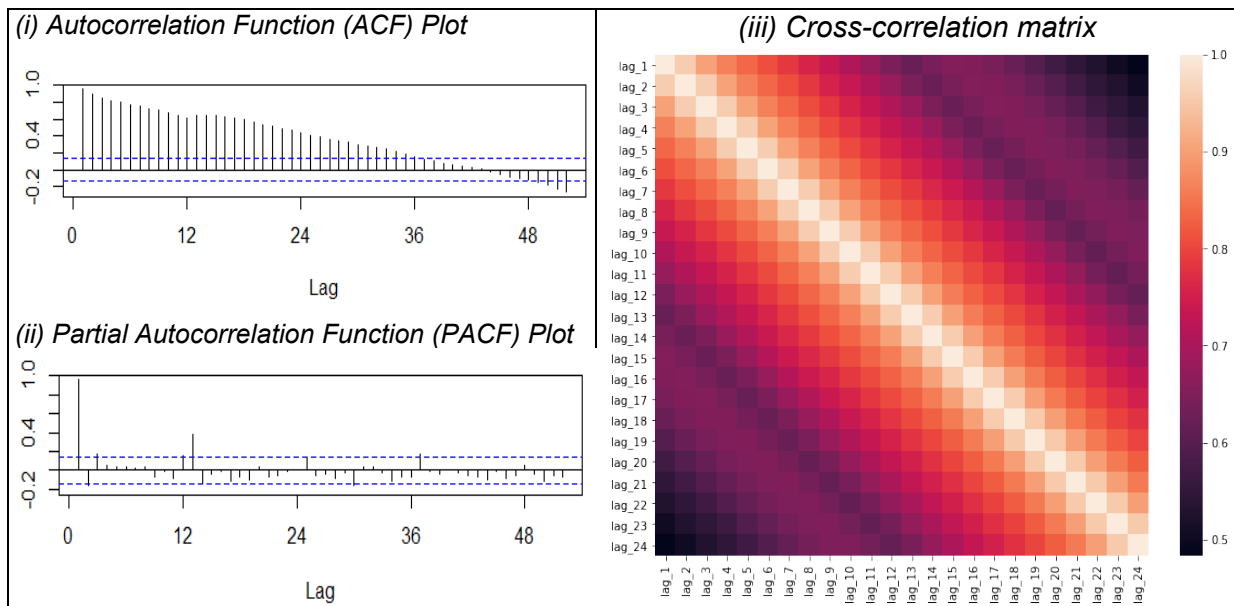 (i) Autocorrelation Function (ACF) Plot
1.0
0.4
-0.2
0 12 24 36 48
Lag
(ii) Partial Autocorrelation Function (PACF) Plot
1.0
0.4
-0.2
0 12 24 36 48
Lag
(iii) Cross-correlation matrix
lag_1
lag_2
lag_3
lag_4
lag_5
lag_6
lag_7
lag_8
lag_9
lag_10
lag_11
lag_12
lag_13
lag_14
lag_15
lag_16
lag_17
lag_18
lag_19
lag_20
lag_21
lag_22
lag_23
lag_24
lag_1 lag_2 lag_3 lag_4 lag_5 lag_6 lag_7 lag_8 lag_9 lag_10 lag_11 lag_12 lag_13 lag_14 lag_15 lag_16 lag_17 lag_18 lag_19 lag_20 lag_21 lag_22 lag_23 lag_24
1.0
0.9
0.8
0.7
0.6
0.5